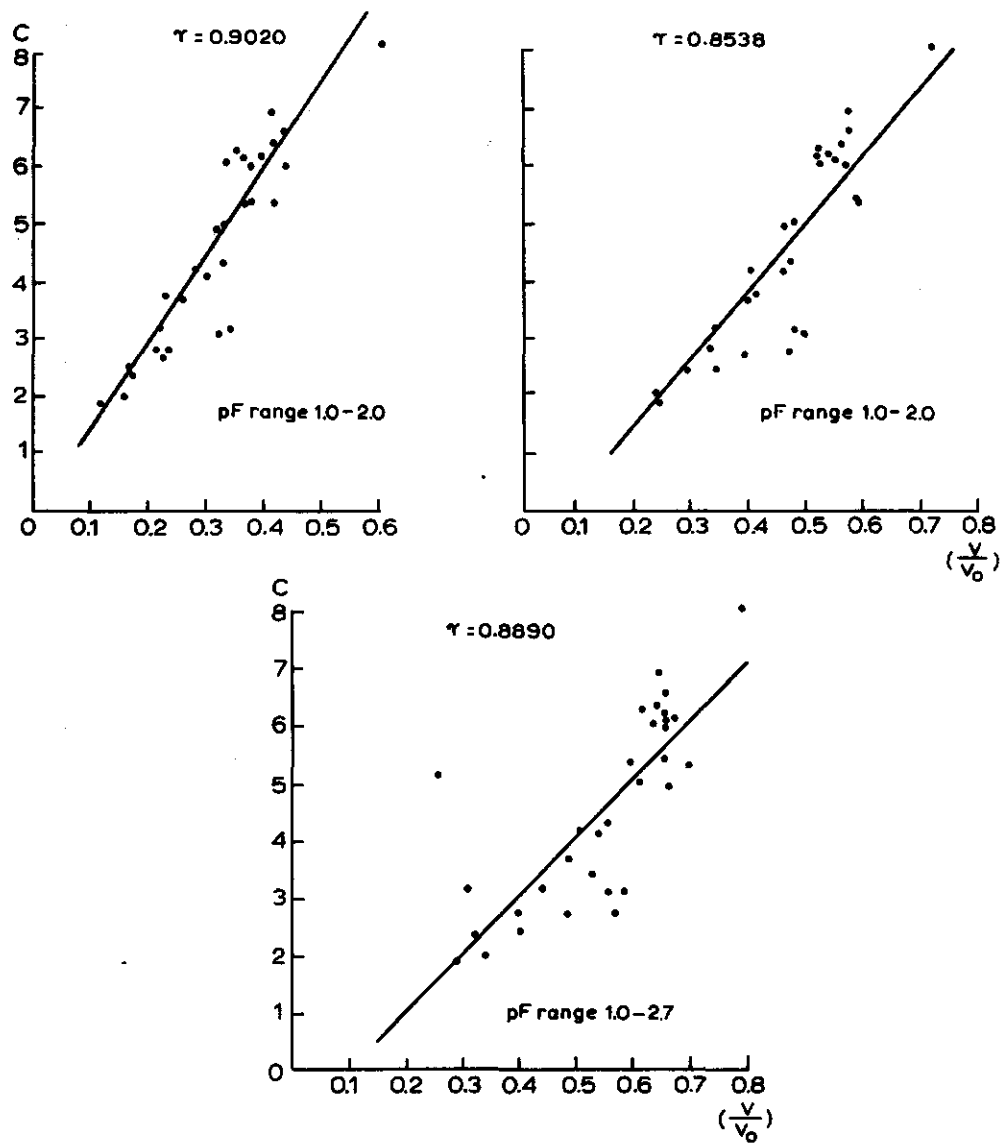 C
ϒ = 0.9020
8
7
6
5
4
3
2
1
0
pF range 1.0-2.0
0.1 0.2 0.3 0.4 0.5 0.6
ϒ = 0.8538
pF range 1.0-2.0
0 0.1 0.2 0.3 0.4 0.5 0.6 0.7 0.8
(V/V₀)
C
ϒ = 0.8890
8
7
6
5
4
3
2
1
0
pF range 1.0-2.7
0.1 0.2 0.3 0.4 0.5 0.6 0.7 0.8
(V/V₀)